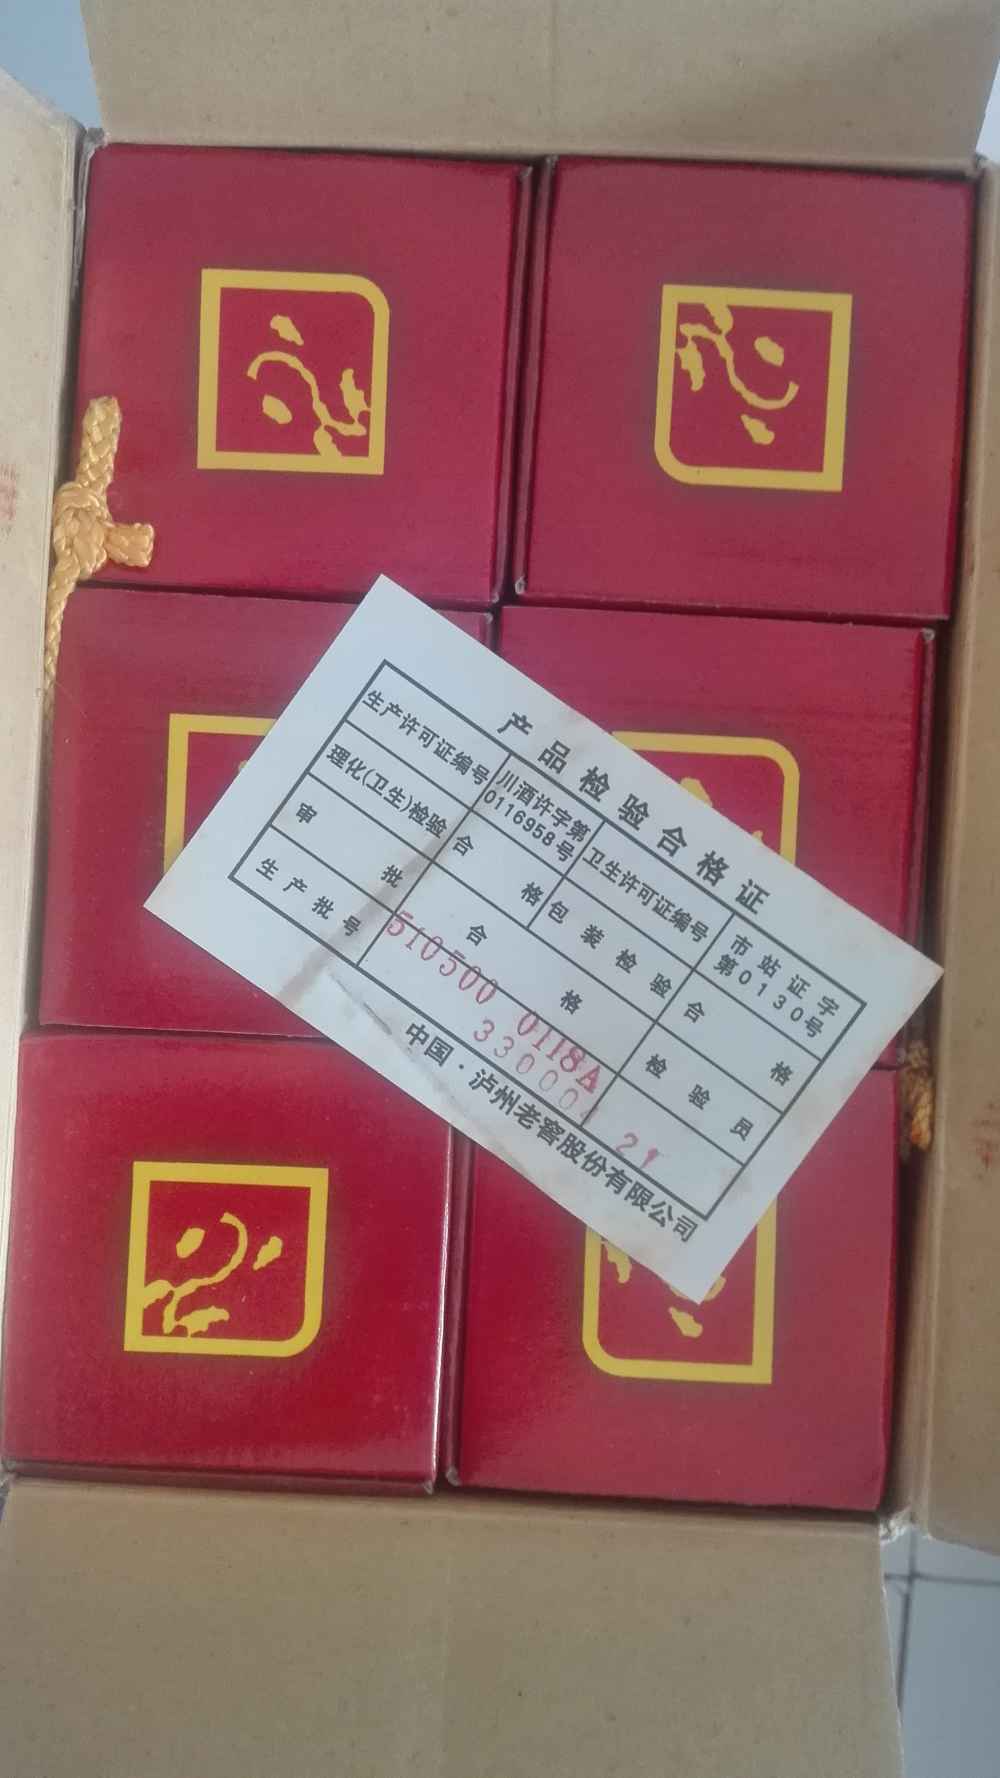 产品检验合格证
生产许可证编号 川酒许字第0116958号 卫生许可证编号 市站证字第0130号
理化(卫生)检验 合格 包装检验 合格
审批 合格 检验员
生产批号 510500 0118A
330004 21
中国·泸州老窖股份有限公司